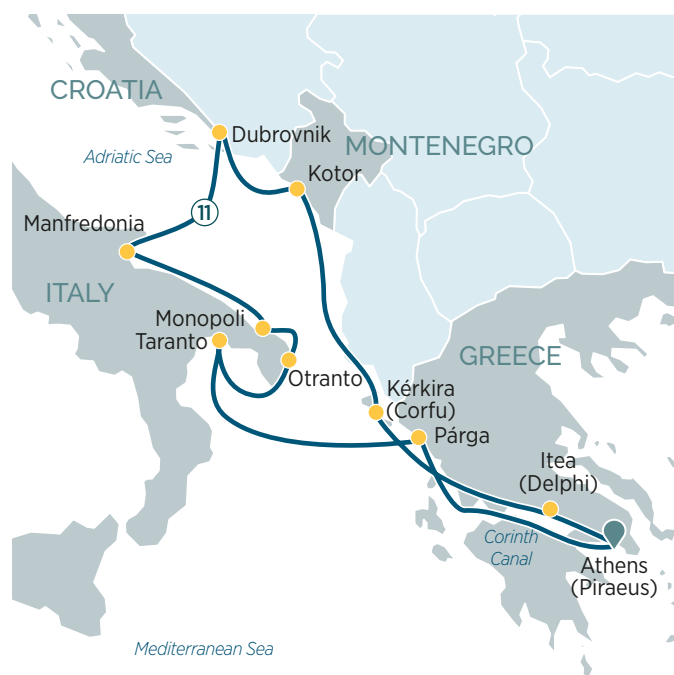 CROATIA
Dubrovnik
MONTENEGRO
Adriatic Sea
Kotor
11
Manfredonia
ITALY
Monopoli
Taranto
GREECE
Otranto
Kérkira
(Corfu)
Párga
Itea
(Delphi)
Corinth
Canal
Athens
(Piraeus)
Mediterranean Sea